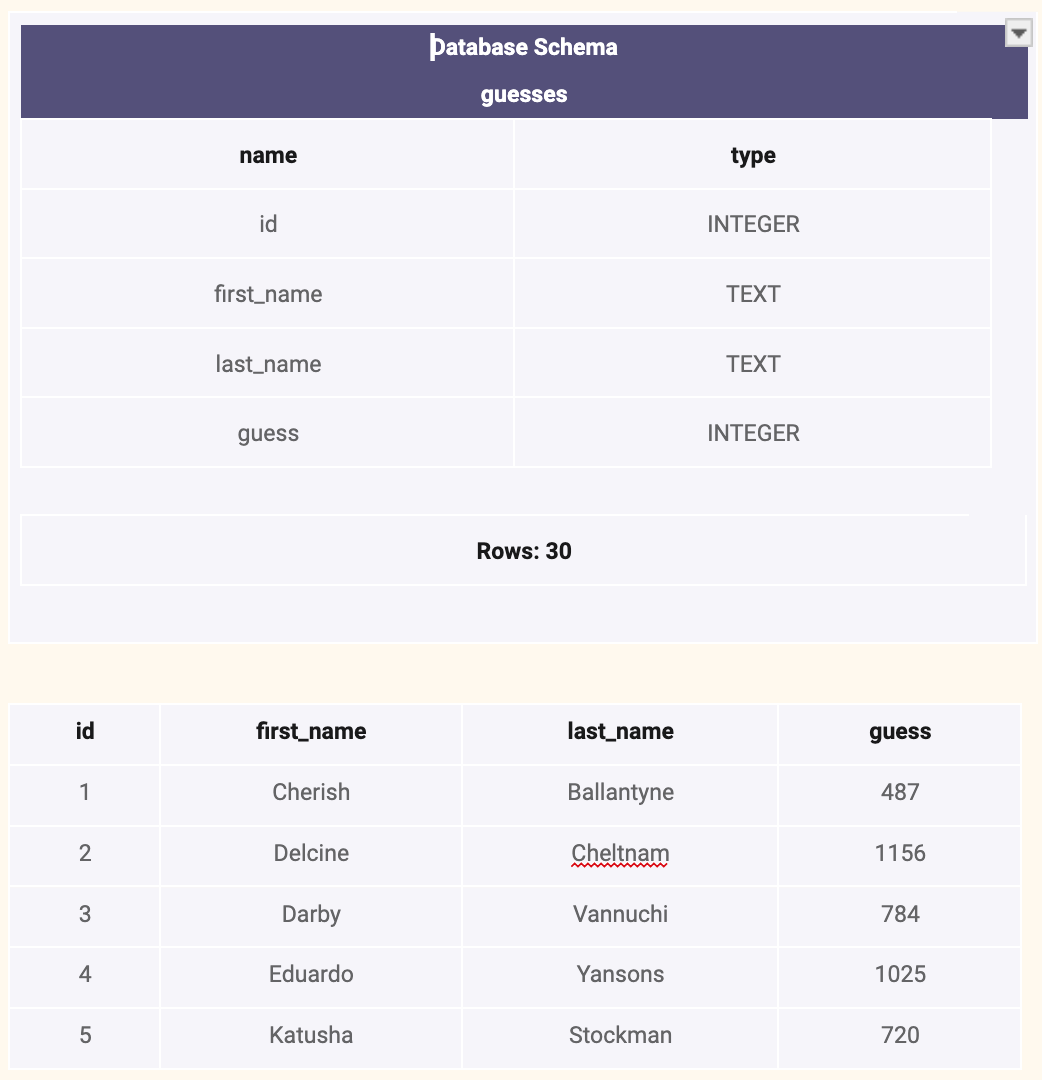 Database Schema
guesses
name type
id INTEGER
first_name TEXT
last_name TEXT
guess INTEGER
Rows: 30
id first_name last_name guess
1 Cherish Ballantyne 487
2 Delcine Cheltnam 1156
3 Darby Vannuchi 784
4 Eduardo Yansons 1025
5 Katusha Stockman 720